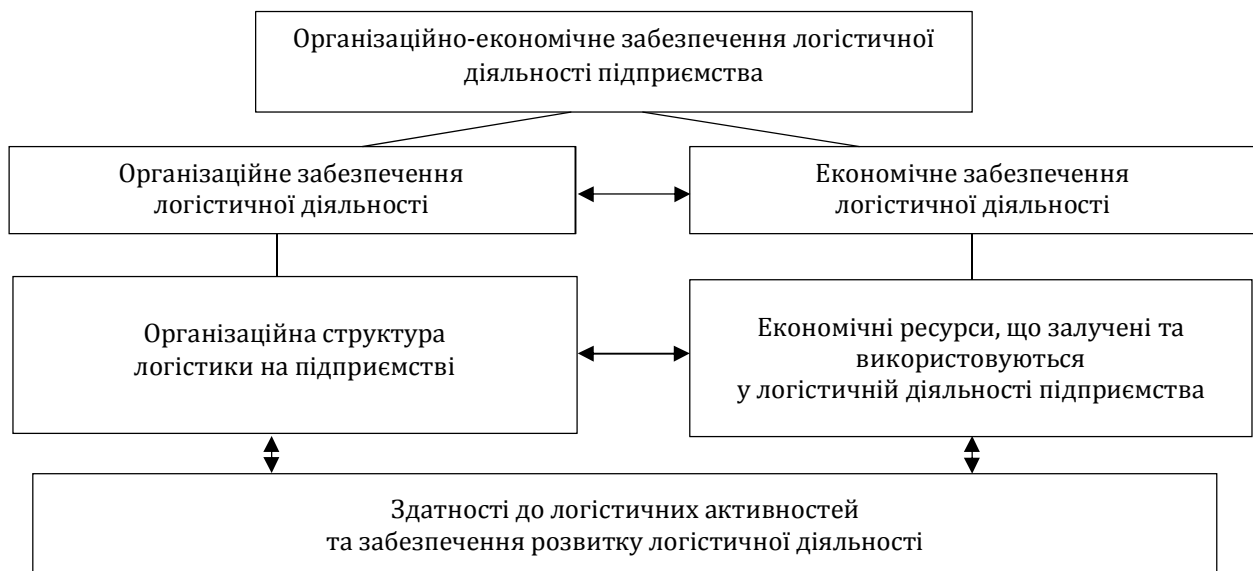 Організаційно-економічне забезпечення логістичної
діяльності підприємства
Організаційне забезпечення
логістичної діяльності
Економічне забезпечення
логістичної діяльності
Організаційна структура
логістики на підприємстві
Економічні ресурси, що залучені та
використовуються
у логістичній діяльності підприємства
Здатності до логістичних активностей
та забезпечення розвитку логістичної діяльності